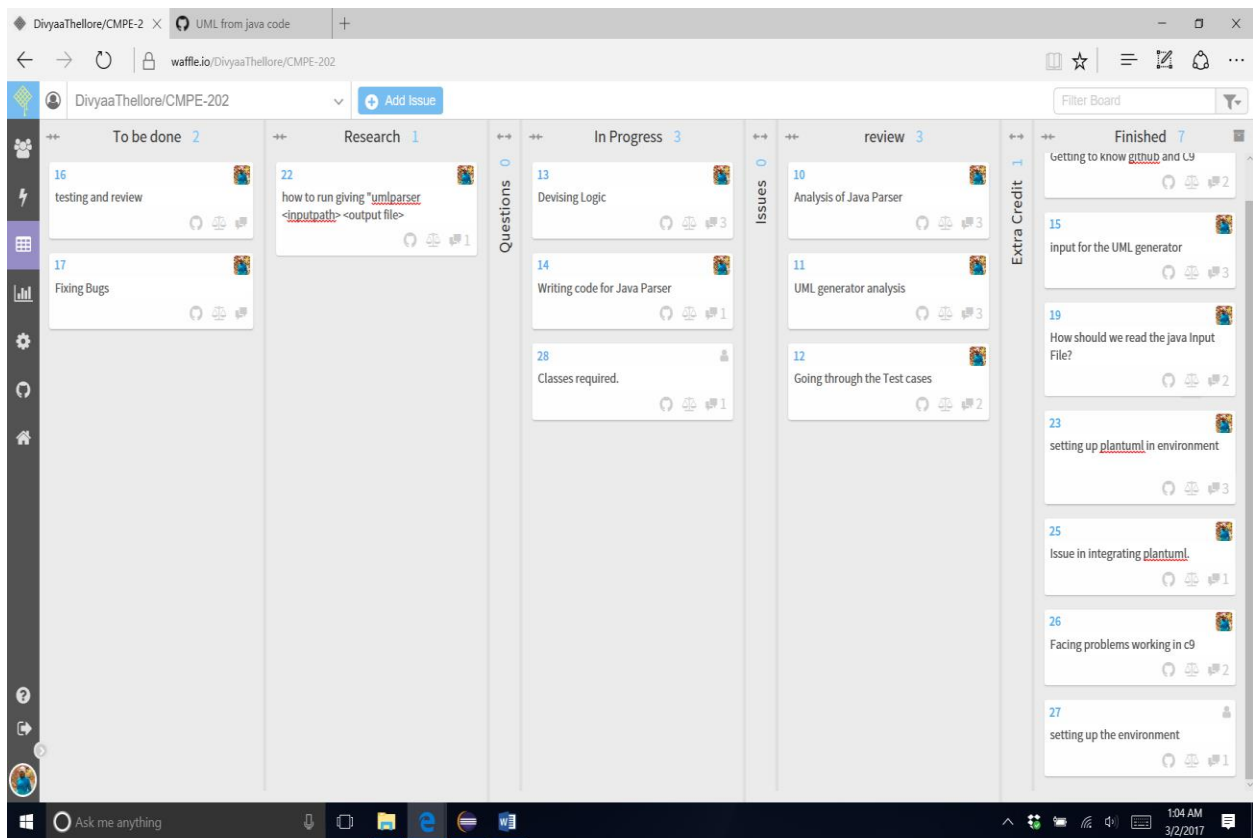 DivyaaThellore/CMPE-2
UML from java code
waffle.io/DivyaaThellore/CMPE-202
DivyaaThellore/CMPE-202
Add Issue
Filter Board
To be done 2
16
testing and review
17
Fixing Bugs
Research 1
22
how to run giving "umlparser
<inputpath> <output file>
1
Questions 0
In Progress 3
13
Devising Logic
3
14
Writing code for Java Parser
1
28
Classes required.
1
Issues 0
review 3
10
Analysis of Java Parser
3
11
UML generator analysis
3
12
Going through the Test cases
2
Extra Credit 1
Finished 7
Getting to know github and C9
2
15
input for the UML generator
3
19
How should we read the java Input
File?
2
23
setting up plantuml in environment
3
25
Issue in integrating plantuml.
1
26
Facing problems working in c9
2
27
setting up the environment
1
Ask me anything
1:04 AM
3/2/2017